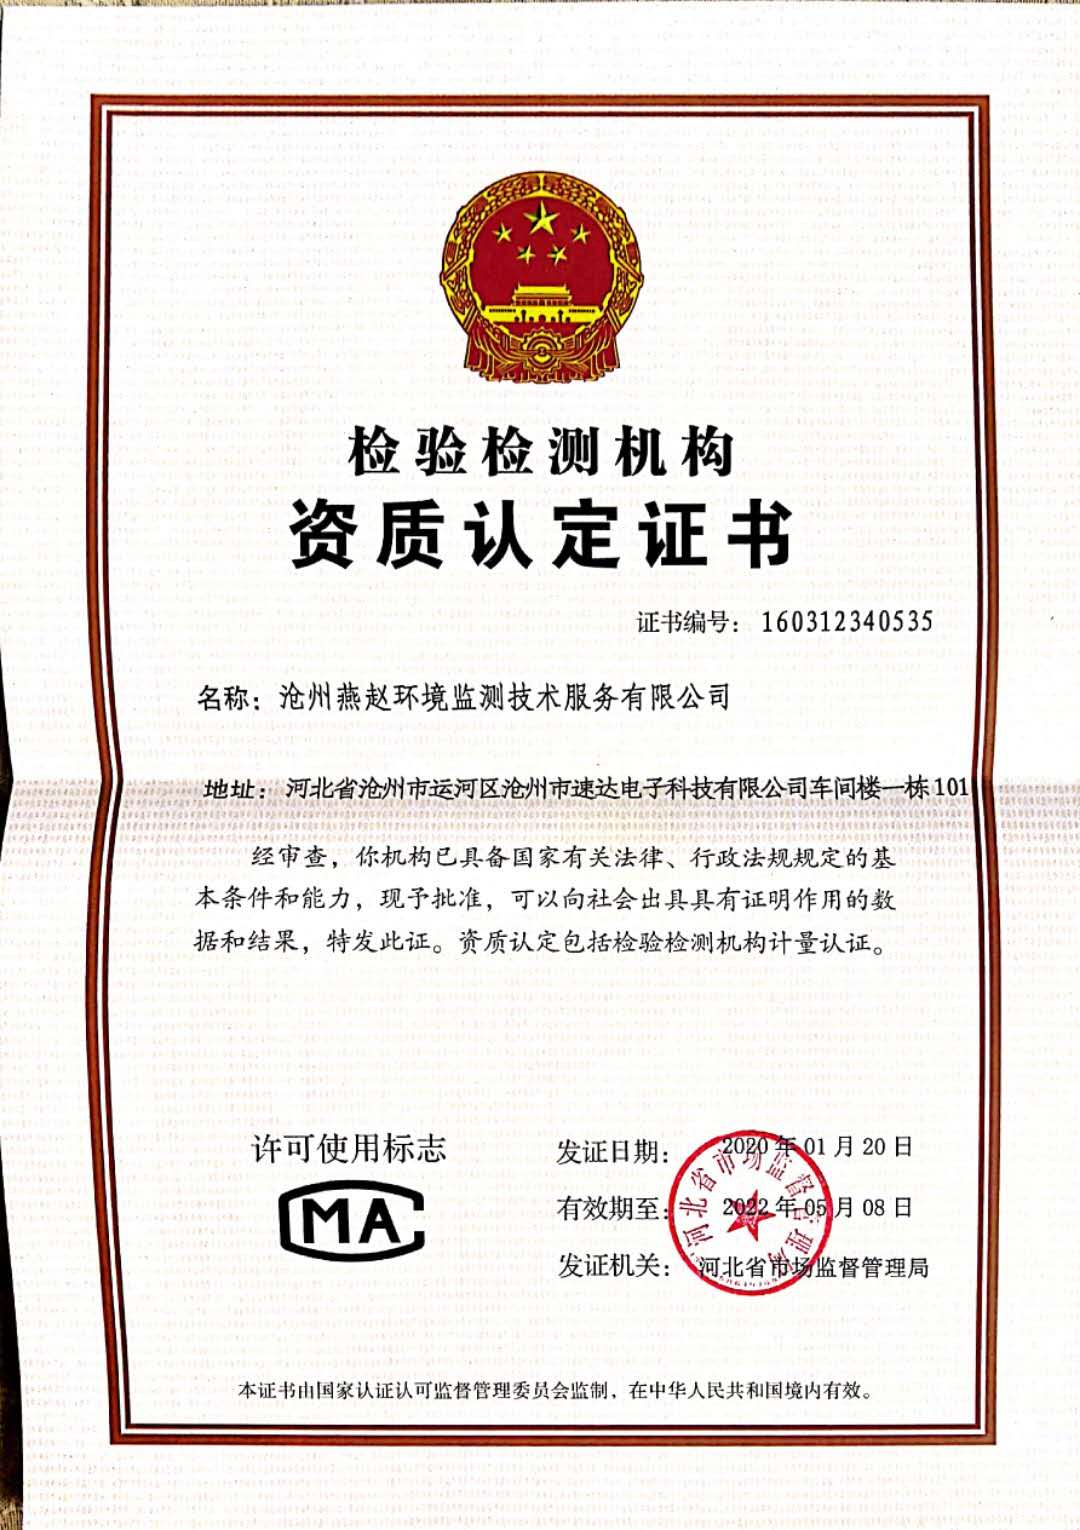 检验检测机构
资质认定证书
证书编号：160312340535
名称：沧州燕赵环境监测技术服务有限公司
地址：河北省沧州市运河区沧州市速达电子科技有限公司车间楼一栋101
经审查，你机构已具备国家有关法律、行政法规规定的基
本条件和能力，现予批准，可以向社会出具具有证明作用的数
据和结果，特发此证。资质认定包括检验检测机构计量认证。
许可使用标志
MA
发证日期：2020年01月20日
有效期至：2022年05月08日
发证机关：河北省市场监督管理局
河北省市场监督管理局
本证书由国家认证认可监督管理委员会监制，在中华人民共和国境内有效。